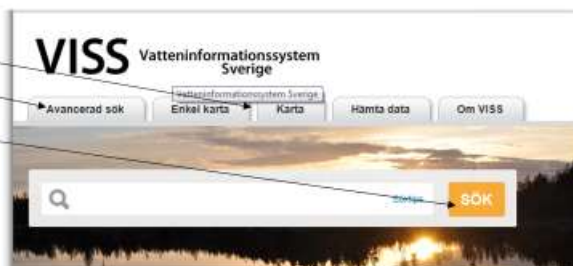 VISS Vatteninformationssystem
Sverige
Vatteninformationssystem Sverige
Avancerad sök Enkel karta Karta Hämta data Om VISS
SÖK